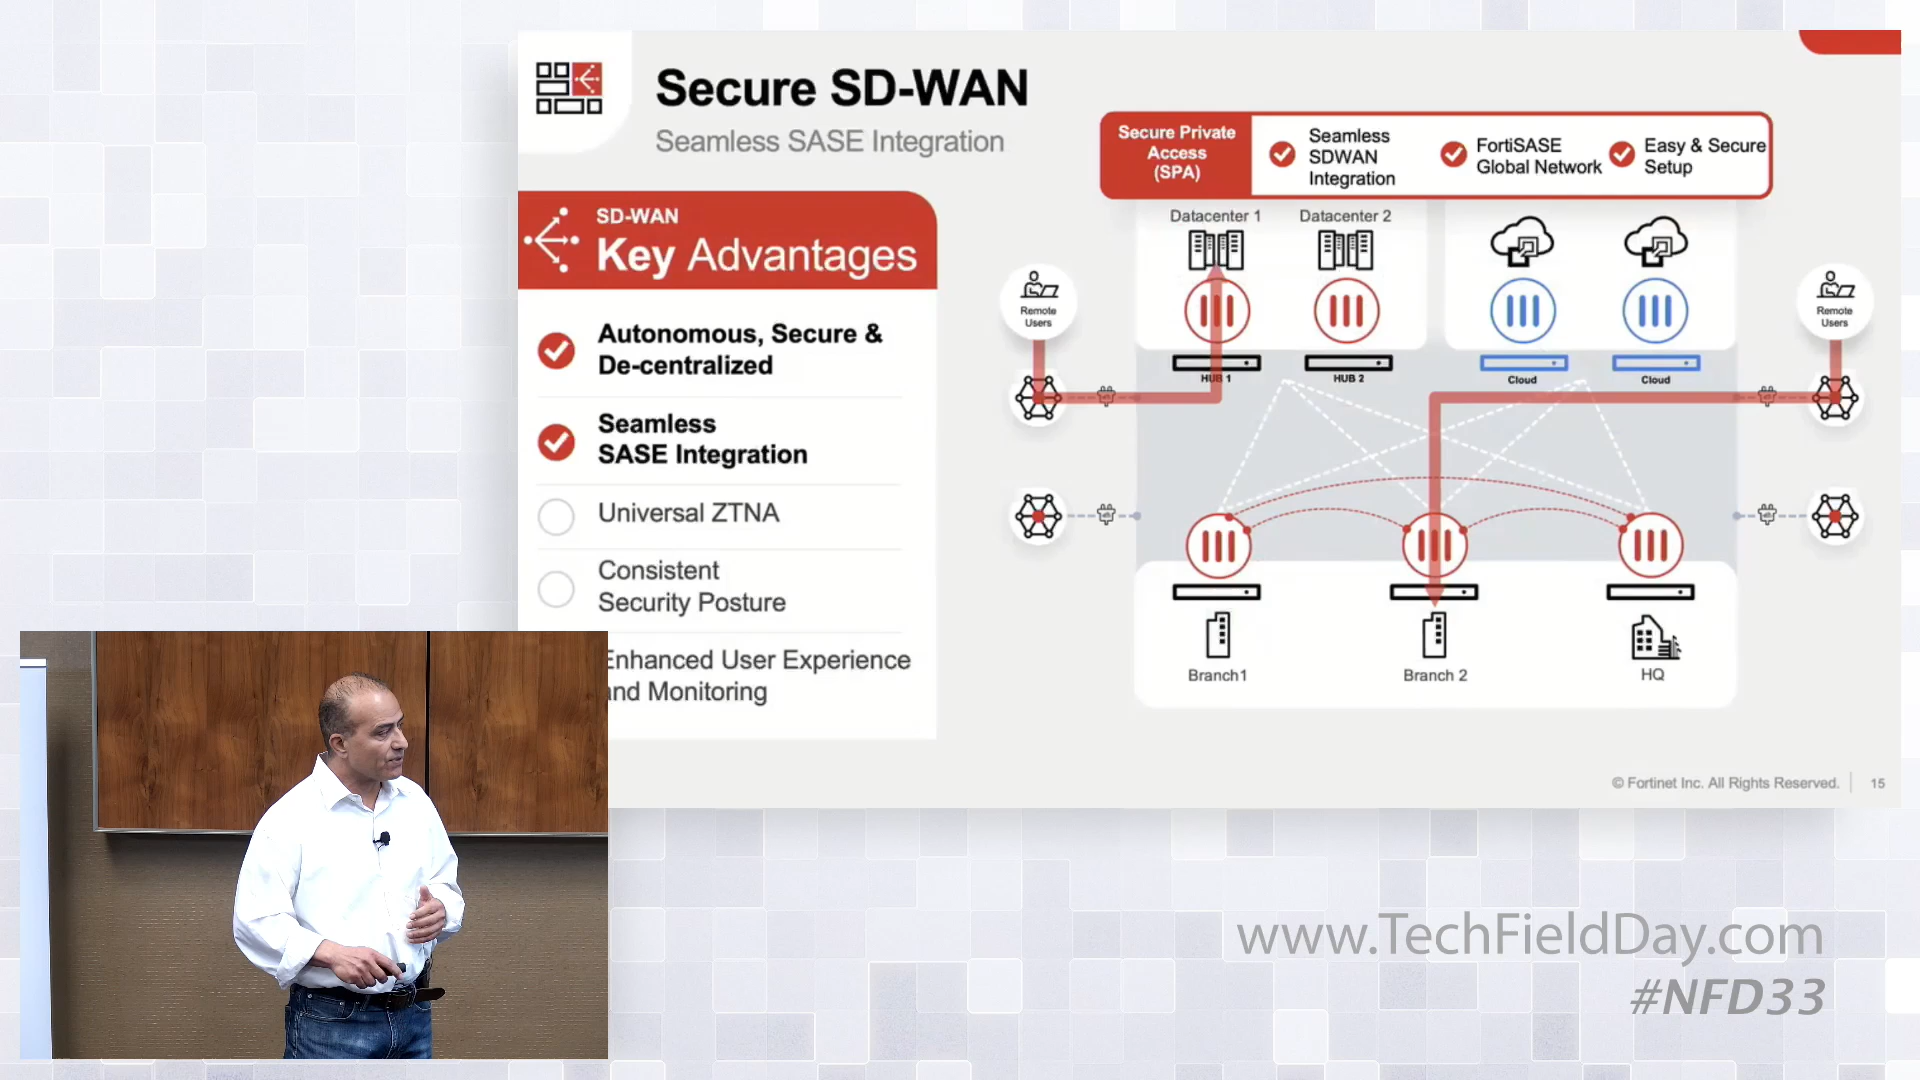 Secure SD-WAN
Seamless SASE Integration
SD-WAN
Key Advantages
Autonomous, Secure &
De-centralized
Seamless
SASE Integration
Universal ZTNA
Consistent
Security Posture
Enhanced User Experience
and Monitoring
Secure Private
Access
(SPA)
Seamless
SDWAN
Integration
FortiSASE
Global Network
Easy & Secure
Setup
Datacenter 1
Datacenter 2
Remote
Users
Remote
Users
HUB 1
HUB 2
Cloud
Cloud
Branch1
Branch 2
HQ
© Fortinet Inc. All Rights Reserved.
15
www.TechFieldDay.com
#NFD33